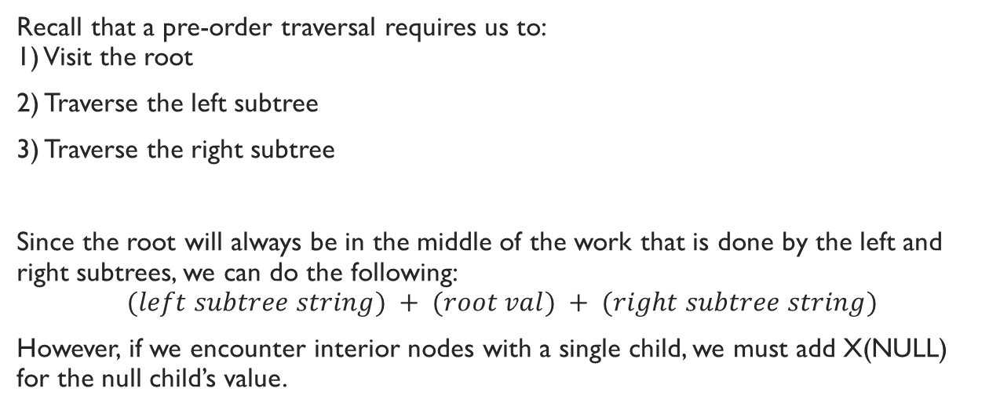 Recall that a pre-order traversal requires us to:
1) Visit the root
2) Traverse the left subtree
3) Traverse the right subtree
Since the root will always be in the middle of the work that is done by the left and
right subtrees, we can do the following:
(left subtree string) + (root val) + (right subtree string)
However, if we encounter interior nodes with a single child, we must add X(NULL)
for the null child's value.